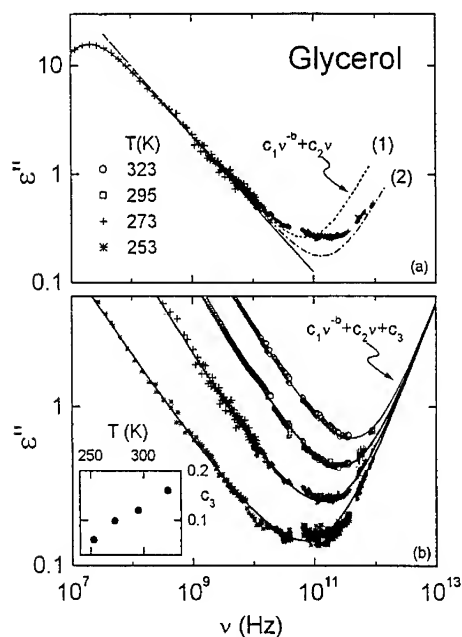 Glycerol
10
1
0.1
ε"
T(K)
○ 323
□ 295
+ 273
✳ 253
c₁ν⁻ᵇ+c₂ν
(1)
(2)
(a)
c₁ν⁻ᵇ+c₂ν+c₃
1
0.1
ε"
T (K)
250 300
0.2
0.1
c₃
(b)
10⁷ 10⁹ 10¹¹ 10¹³
ν (Hz)